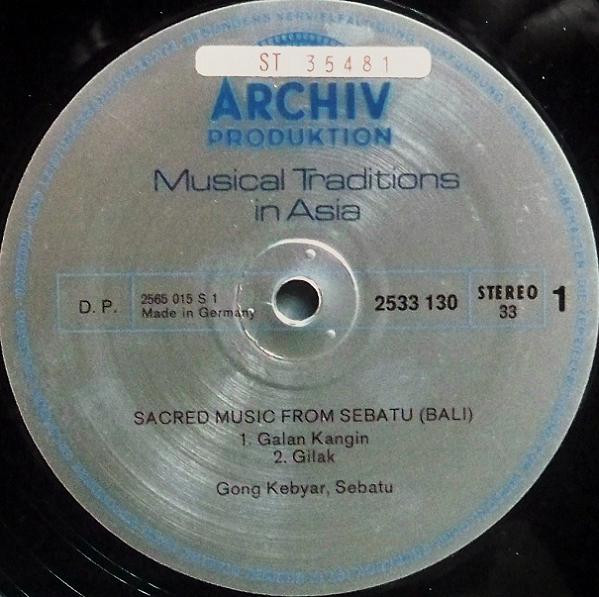 ST 35481
ARCHIV
PRODUKTION
Musical Traditions
in Asia
D. P.
2565 015 S 1
Made in Germany
2533 130
STEREO
33
1
SACRED MUSIC FROM SEBATU (BALI)
1. Galan Kangin
2. Gilak
Gong Kebyar, Sebatu